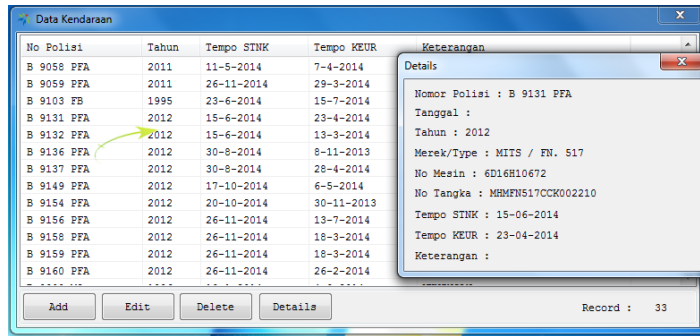 Data Kendaraan
No Polisi Tahun Tempo STNK Tempo KEUR Keterangan
B 9058 PFA 2011 11-5-2014 7-4-2014
B 9059 PFA 2011 26-11-2014 29-3-2014
B 9103 FB 1995 23-6-2014 15-7-2014
B 9131 PFA 2012 15-6-2014 23-4-2014
B 9132 PFA 2012 15-6-2014 13-3-2014
B 9136 PFA 2012 30-8-2014 8-11-2013
B 9137 PFA 2012 30-8-2014 28-4-2014
B 9149 PFA 2012 17-10-2014 6-5-2014
B 9154 PFA 2012 20-10-2014 30-11-2013
B 9156 PFA 2012 26-11-2014 13-7-2014
B 9158 PFA 2012 26-11-2014 18-3-2014
B 9159 PFA 2012 26-11-2014 18-3-2014
B 9160 PFA 2012 26-11-2014 26-2-2014
Add Edit Delete Details Record : 33
Details
Nomor Polisi : B 9131 PFA
Tanggal :
Tahun : 2012
Merek/Type : MITS / FN. 517
No Mesin : 6D16H10672
No Tangka : MHMFN517CCK002210
Tempo STNK : 15-06-2014
Tempo KEUR : 23-04-2014
Keterangan :